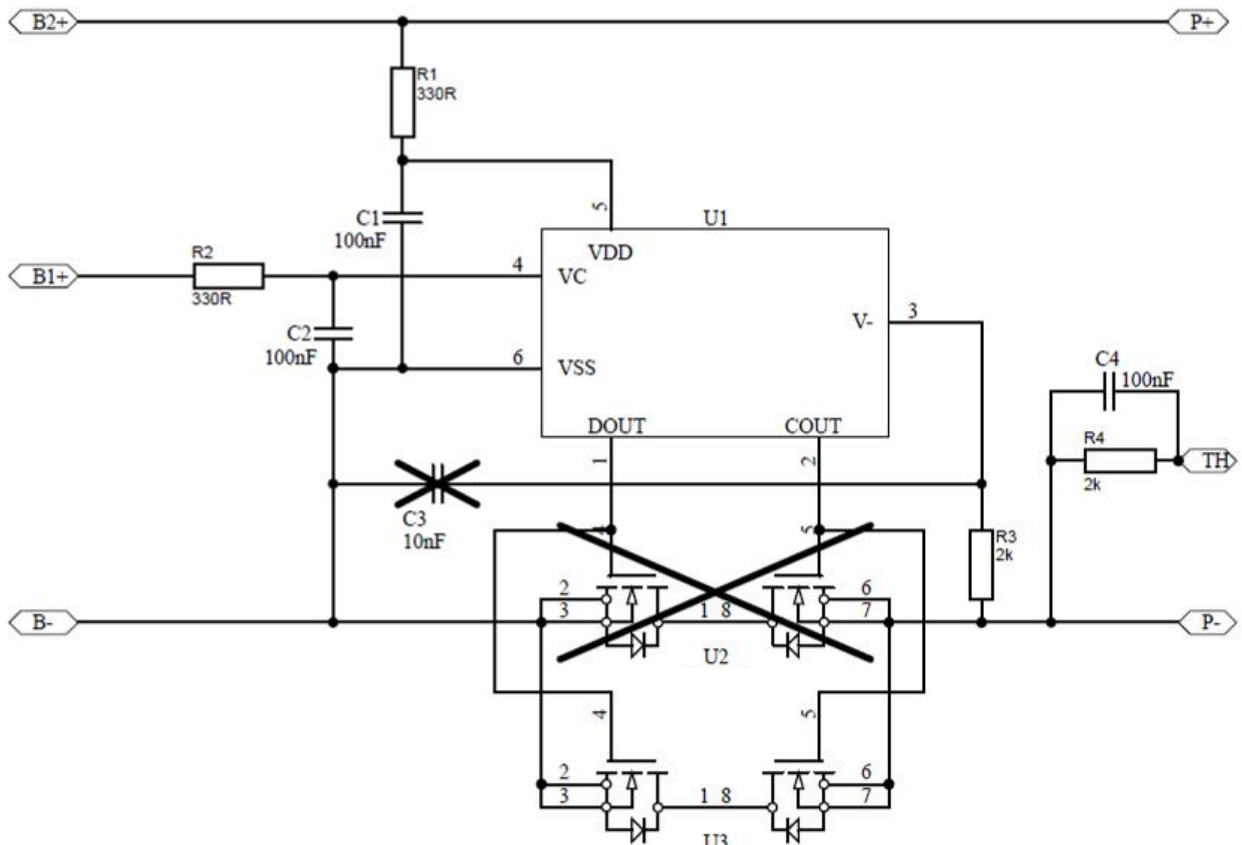 B2+
P+
R1
330R
5
U1
C1
100nF
VDD
R2
330R
B1+
4
VC
V-
3
C2
100nF
6
VSS
C4
100nF
DOUT
COUT
R4
2k
TH
1
2
C3
10nF
4
5
R3
2k
2
3
1 8
6
7
B-
P-
U2
4
5
2
3
1 8
6
7
U3